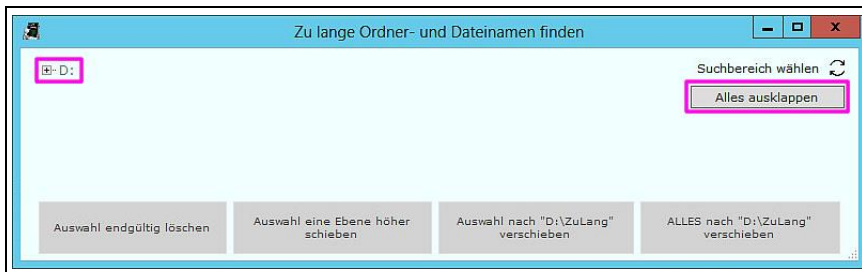 Zu lange Ordner- und Dateinamen finden
D:
Suchbereich wählen
Alles ausklappen
Auswahl endgültig löschen
Auswahl eine Ebene höher
schieben
Auswahl nach "D:\ZuLang"
verschieben
ALLES nach "D:\ZuLang"
verschieben